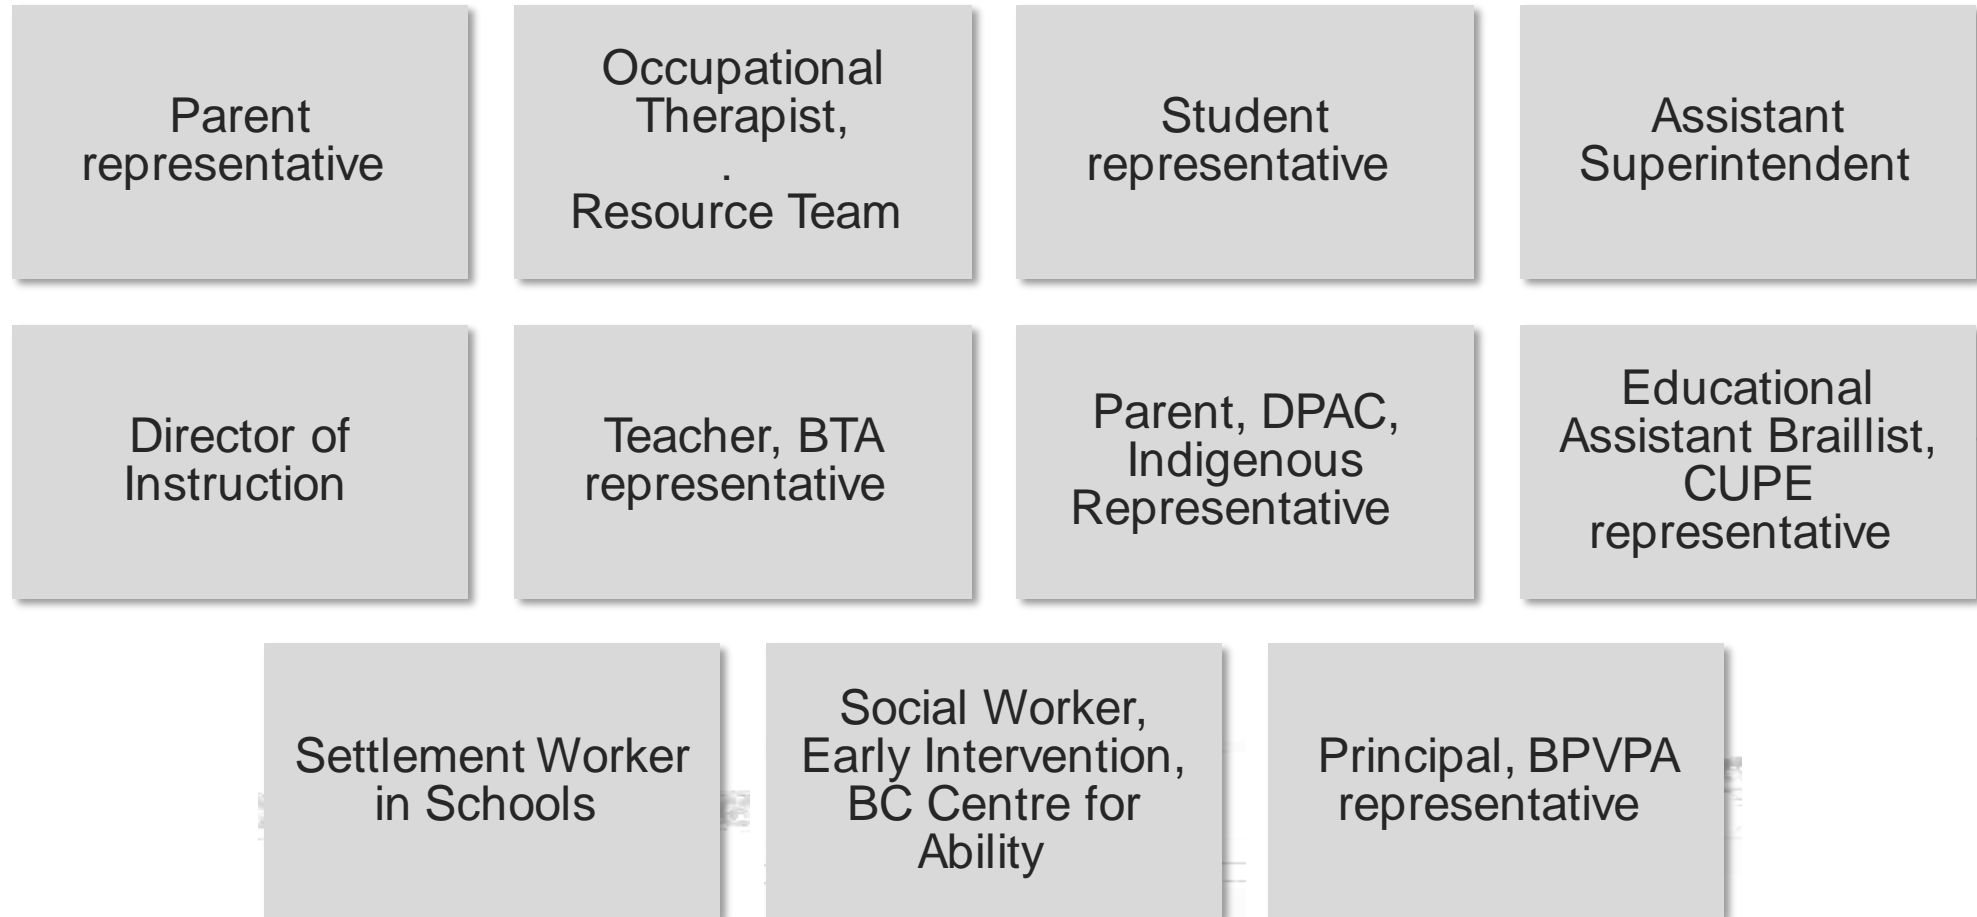 Parent
representative
Occupational
Therapist,
.
Resource Team
Student
representative
Assistant
Superintendent
Director of
Instruction
Teacher, BTA
representative
Parent, DPAC,
Indigenous
Representative
Educational
Assistant Braillist,
CUPE
representative
Settlement Worker
in Schools
Social Worker,
Early Intervention,
BC Centre for
Ability
Principal, BPVPA
representative